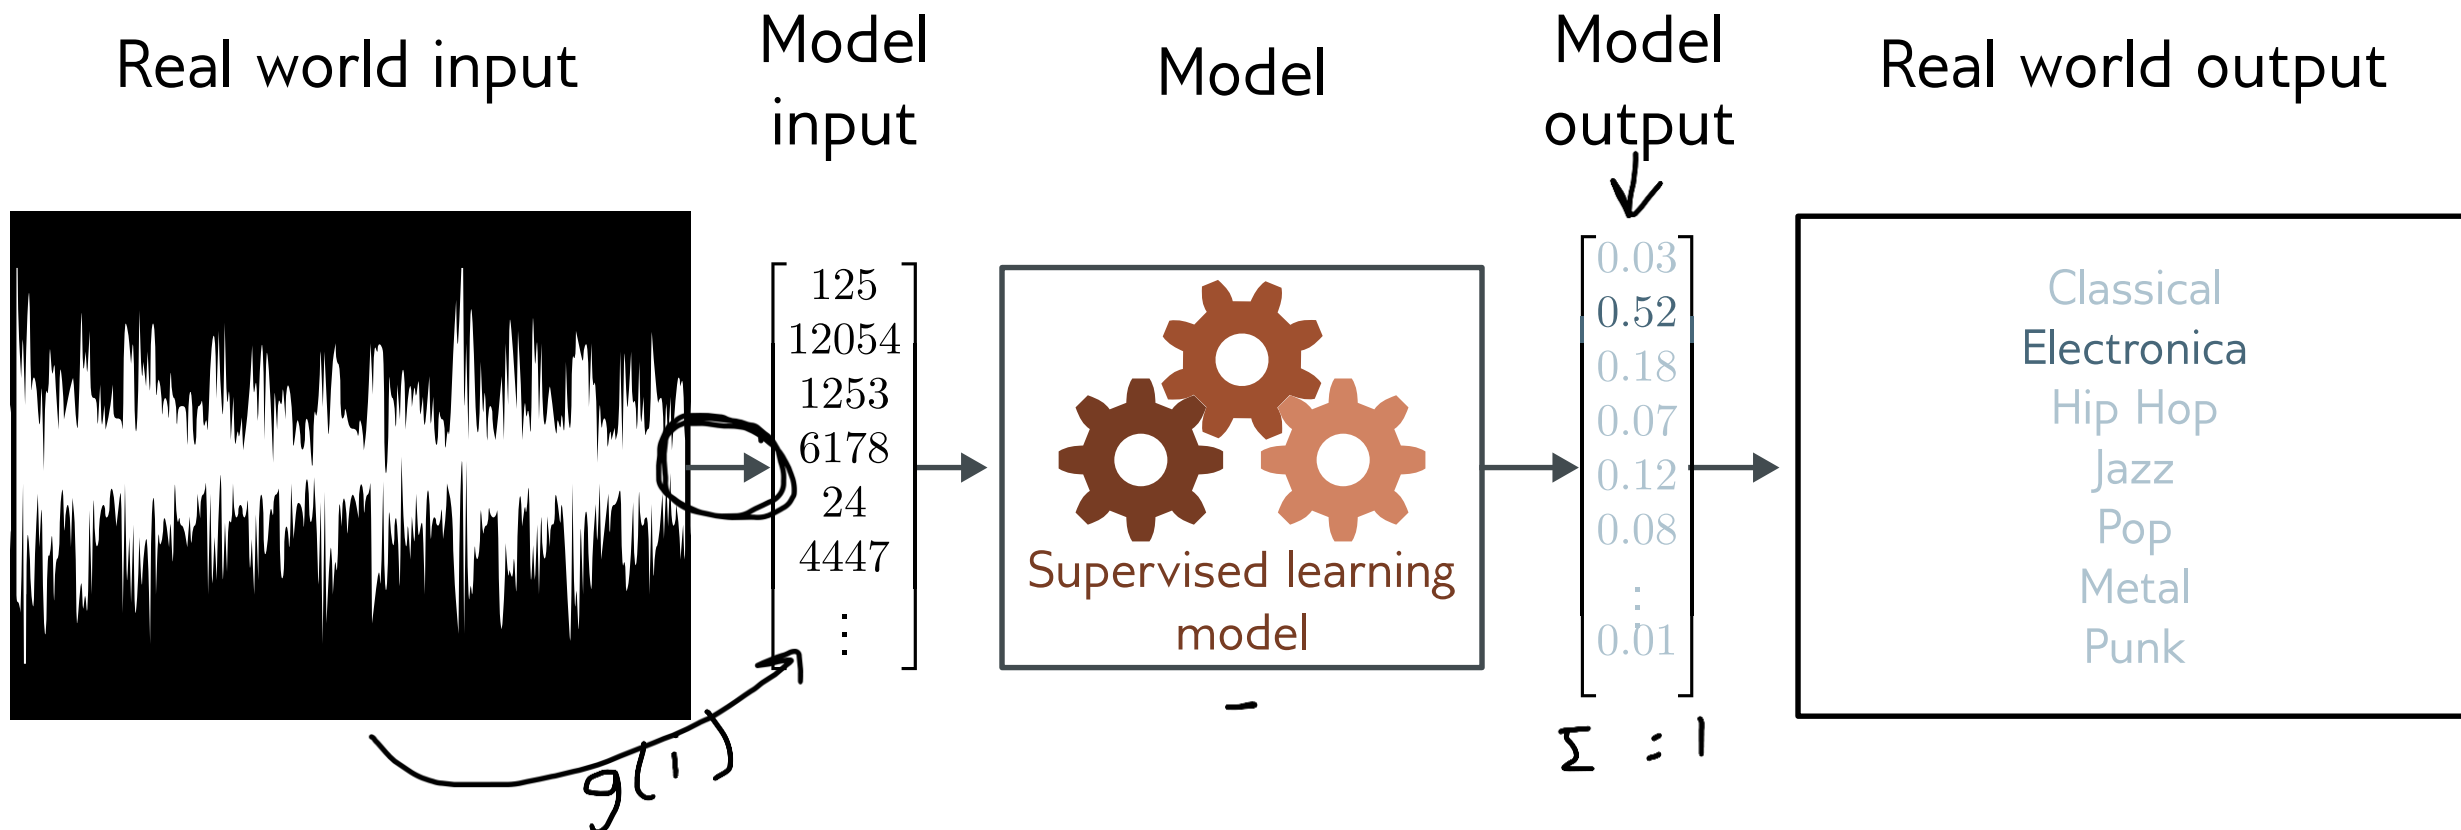 Real world input
Model
input
Model
Model
output
Real world output
125
12054
1253
6178
24
4447
⋮
Supervised learning
model
0.03
0.52
0.18
0.07
0.12
0.08
⋮
0.01
Classical
Electronica
Hip Hop
Jazz
Pop
Metal
Punk
g(i)
–
Σ = 1